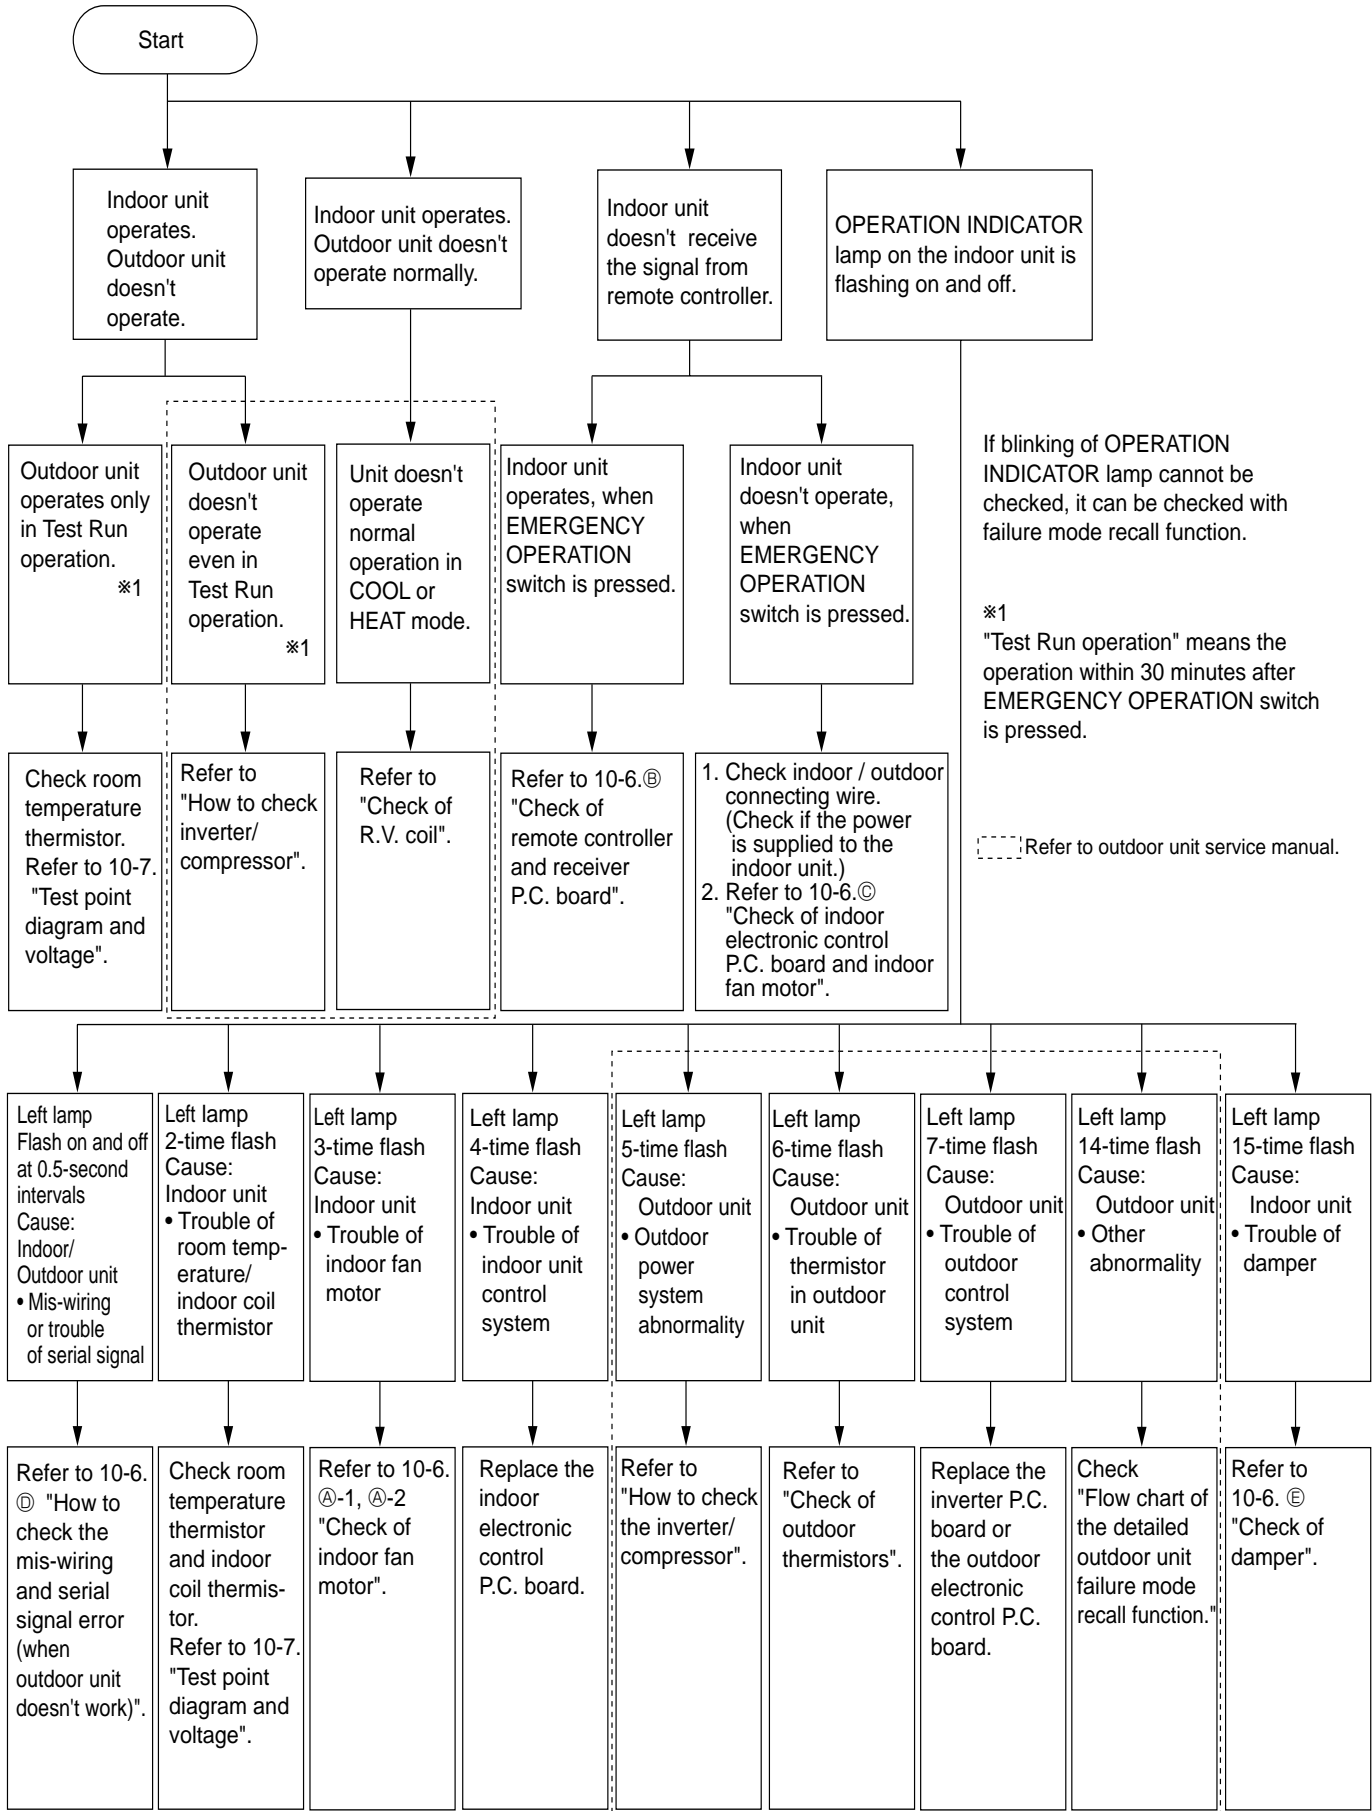 Start
Indoor unit
operates.
Outdoor unit
doesn't
operate.
Indoor unit operates.
Outdoor unit doesn't
operate normally.
Indoor unit
doesn't receive
the signal from
remote controller.
OPERATION INDICATOR
lamp on the indoor unit is
flashing on and off.
Outdoor unit
operates only
in Test Run
operation.
※1
Outdoor unit
doesn't
operate
even in
Test Run
operation.
※1
Unit doesn't
operate
normal
operation in
COOL or
HEAT mode.
Indoor unit
operates, when
EMERGENCY
OPERATION
switch is pressed.
Indoor unit
doesn't operate,
when
EMERGENCY
OPERATION
switch is pressed.
If blinking of OPERATION
INDICATOR lamp cannot be
checked, it can be checked with
failure mode recall function.
※1
"Test Run operation" means the
operation within 30 minutes after
EMERGENCY OPERATION switch
is pressed.
Refer to outdoor unit service manual.
Check room
temperature
thermistor.
Refer to 10-7.
"Test point
diagram and
voltage".
Refer to
"How to check
inverter/
compressor".
Refer to
"Check of
R.V. coil".
Refer to 10-6.Ⓑ
"Check of
remote controller
and receiver
P.C. board".
1. Check indoor / outdoor
connecting wire.
(Check if the power
is supplied to the
indoor unit.)
2. Refer to 10-6.Ⓒ
"Check of indoor
electronic control
P.C. board and indoor
fan motor".
Left lamp
Flash on and off
at 0.5-second
intervals
Cause:
Indoor/
Outdoor unit
• Mis-wiring
or trouble
of serial signal
Left lamp
2-time flash
Cause:
Indoor unit
• Trouble of
room temp-
erature/
indoor coil
thermistor
Left lamp
3-time flash
Cause:
Indoor unit
• Trouble of
indoor fan
motor
Left lamp
4-time flash
Cause:
Indoor unit
• Trouble of
indoor unit
control
system
Left lamp
5-time flash
Cause:
Outdoor unit
• Outdoor
power
system
abnormality
Left lamp
6-time flash
Cause:
Outdoor unit
• Trouble of
thermistor
in outdoor
unit
Left lamp
7-time flash
Cause:
Outdoor unit
• Trouble of
outdoor
control
system
Left lamp
14-time flash
Cause:
Outdoor unit
• Other
abnormality
Left lamp
15-time flash
Cause:
Indoor unit
• Trouble of
damper
Refer to 10-6.
Ⓓ "How to
check the
mis-wiring
and serial
signal error
(when
outdoor unit
doesn't work)".
Check room
temperature
thermistor
and indoor
coil thermis-
tor.
Refer to 10-7.
"Test point
diagram and
voltage".
Refer to 10-6.
Ⓐ-1, Ⓐ-2
"Check of
indoor fan
motor".
Replace the
indoor
electronic
control
P.C. board.
Refer to
"How to check
the inverter/
compressor".
Refer to
"Check of
outdoor
thermistors".
Replace the
inverter P.C.
board or
the outdoor
electronic
control P.C.
board.
Check
"Flow chart of
the detailed
outdoor unit
failure mode
recall function."
Refer to
10-6. Ⓔ
"Check of
damper".